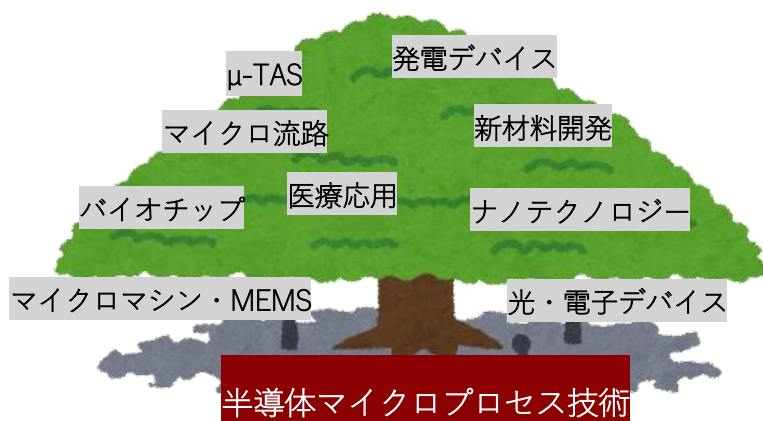 発電デバイス
μ-TAS
新材料開発
マイクロ流路
医療応用
バイオチップ
ナノテクノロジー
マイクロマシン・MEMS
光・電子デバイス
半導体マイクロプロセス技術